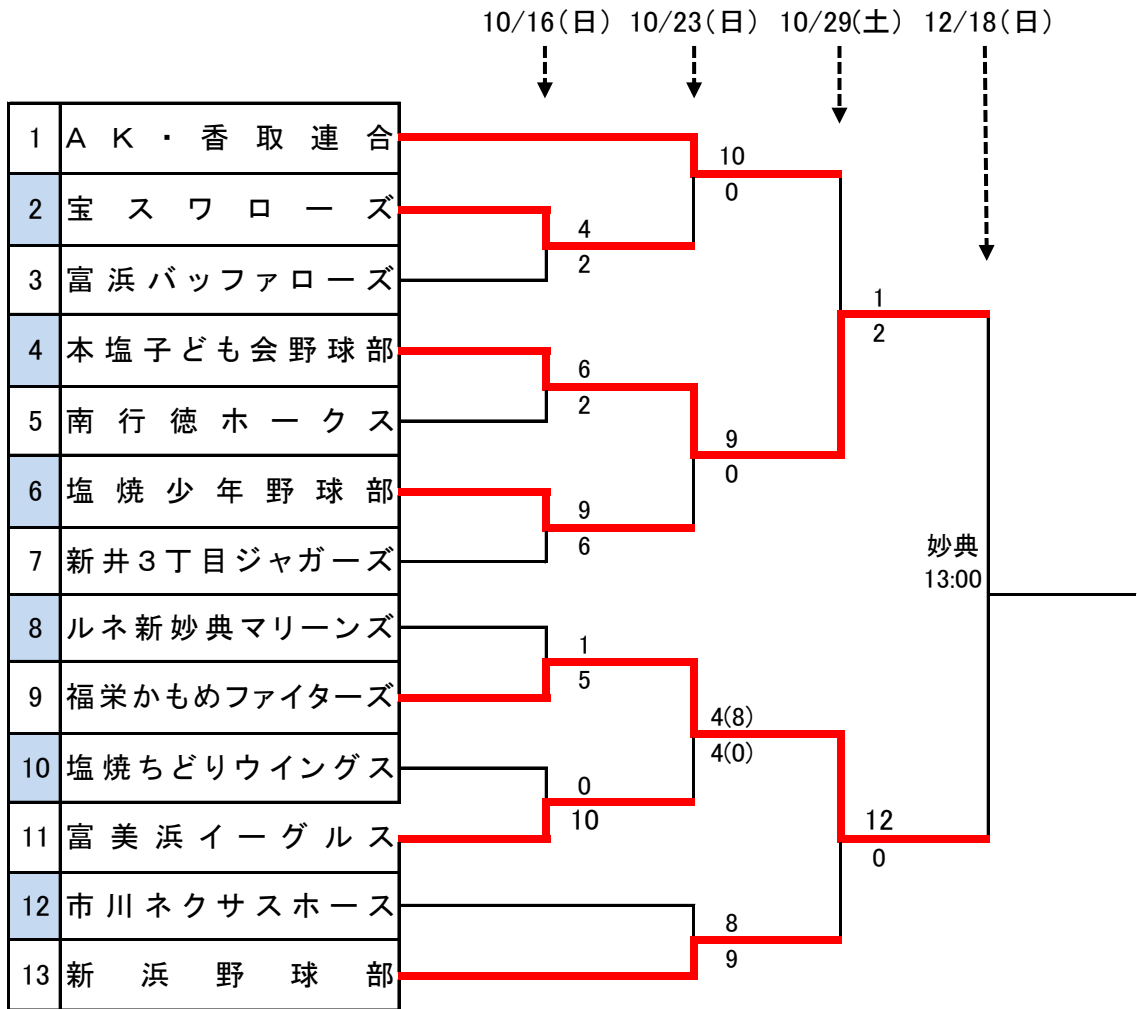 10/16(日) 10/23(日) 10/29(土) 12/18(日)
1 AK・香取連合
10
0
2 宝スワローズ
4
2
3 富浜バッファローズ
1
2
4 本塩子ども会野球部
6
2
5 南行徳ホークス
9
0
6 塩焼少年野球部
9
6
7 新井3丁目ジャガーズ
妙典
13:00
8 ルネ新妙典マリーンズ
1
5
9 福栄かもめファイターズ
4(8)
4(0)
10 塩焼ちどりウイングス
0
10
11 富美浜イーグルス
12
0
12 市川ネクサスホース
8
9
13 新浜野球部